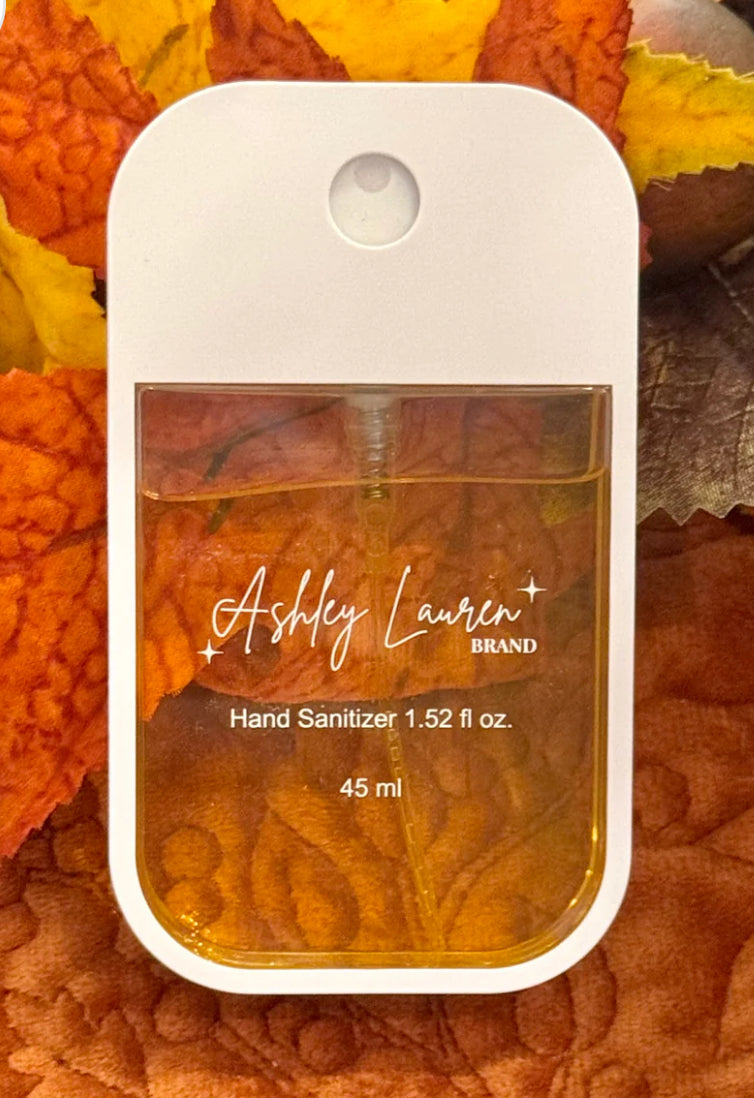 Ashley Lauren
BRAND
Hand Sanitizer 1.52 fl oz.
45 ml